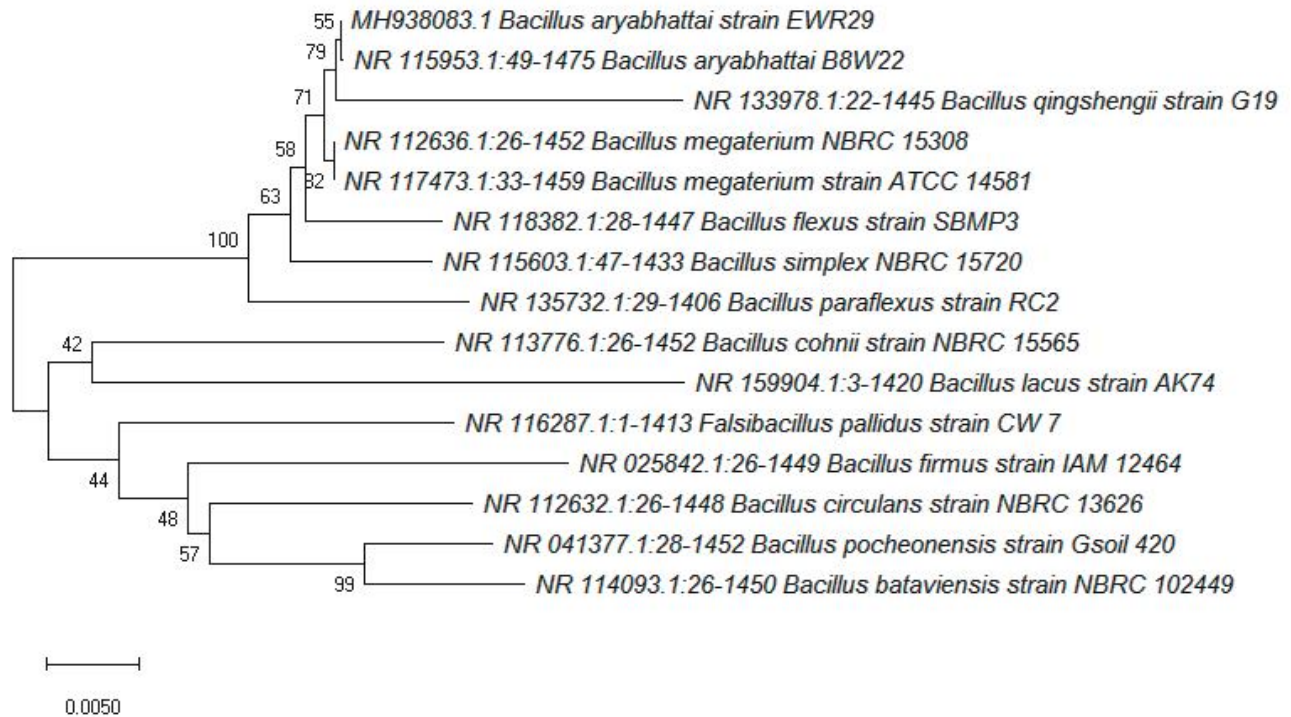 55 MH938083.1 Bacillus aryabhattai strain EWR29
79 NR 115953.1:49-1475 Bacillus aryabhattai B8W22
NR 133978.1:22-1445 Bacillus qingshengii strain G19
71
NR 112636.1:26-1452 Bacillus megaterium NBRC 15308
58
82 NR 117473.1:33-1459 Bacillus megaterium strain ATCC 14581
63
NR 118382.1:28-1447 Bacillus flexus strain SBMP3
100
NR 115603.1:47-1433 Bacillus simplex NBRC 15720
NR 135732.1:29-1406 Bacillus paraflexus strain RC2
42 NR 113776.1:26-1452 Bacillus cohnii strain NBRC 15565
NR 159904.1:3-1420 Bacillus lacus strain AK74
NR 116287.1:1-1413 Falsibacillus pallidus strain CW 7
NR 025842.1:26-1449 Bacillus firmus strain IAM 12464
44
NR 112632.1:26-1448 Bacillus circulans strain NBRC 13626
48
NR 041377.1:28-1452 Bacillus pocheonensis strain Gsoil 420
57
99 NR 114093.1:26-1450 Bacillus bataviensis strain NBRC 102449
0.0050